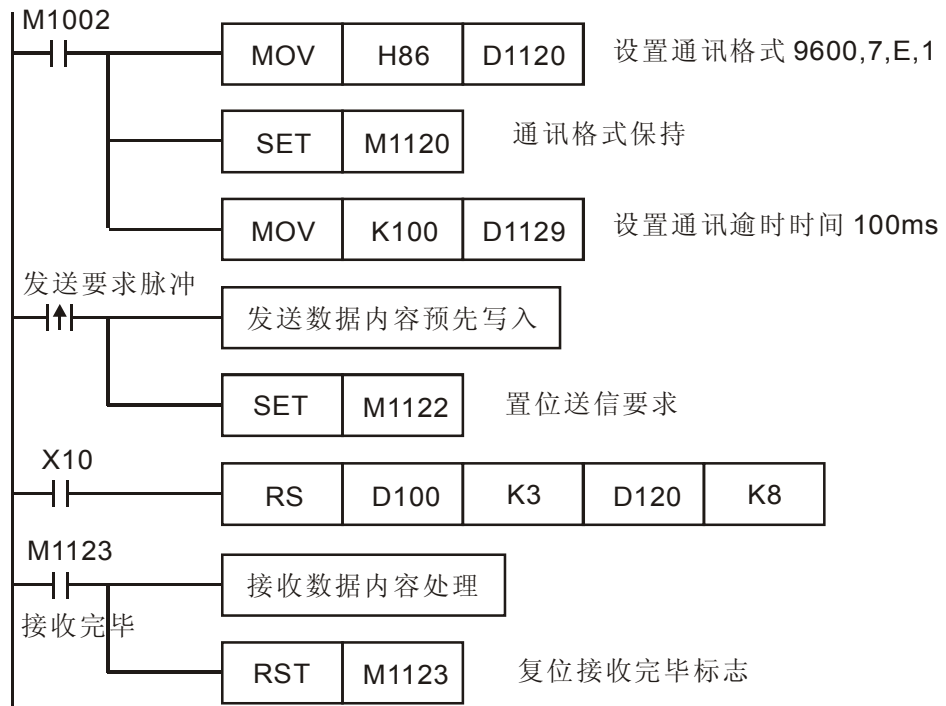 M1002
MOV H86 D1120 设置通讯格式 9600,7,E,1
SET M1120 通讯格式保持
MOV K100 D1129 设置通讯逾时时间 100ms
发送要求脉冲
发送数据内容预先写入
SET M1122 置位送信要求
X10
RS D100 K3 D120 K8
M1123
接收数据内容处理
接收完毕
RST M1123 复位接收完毕标志